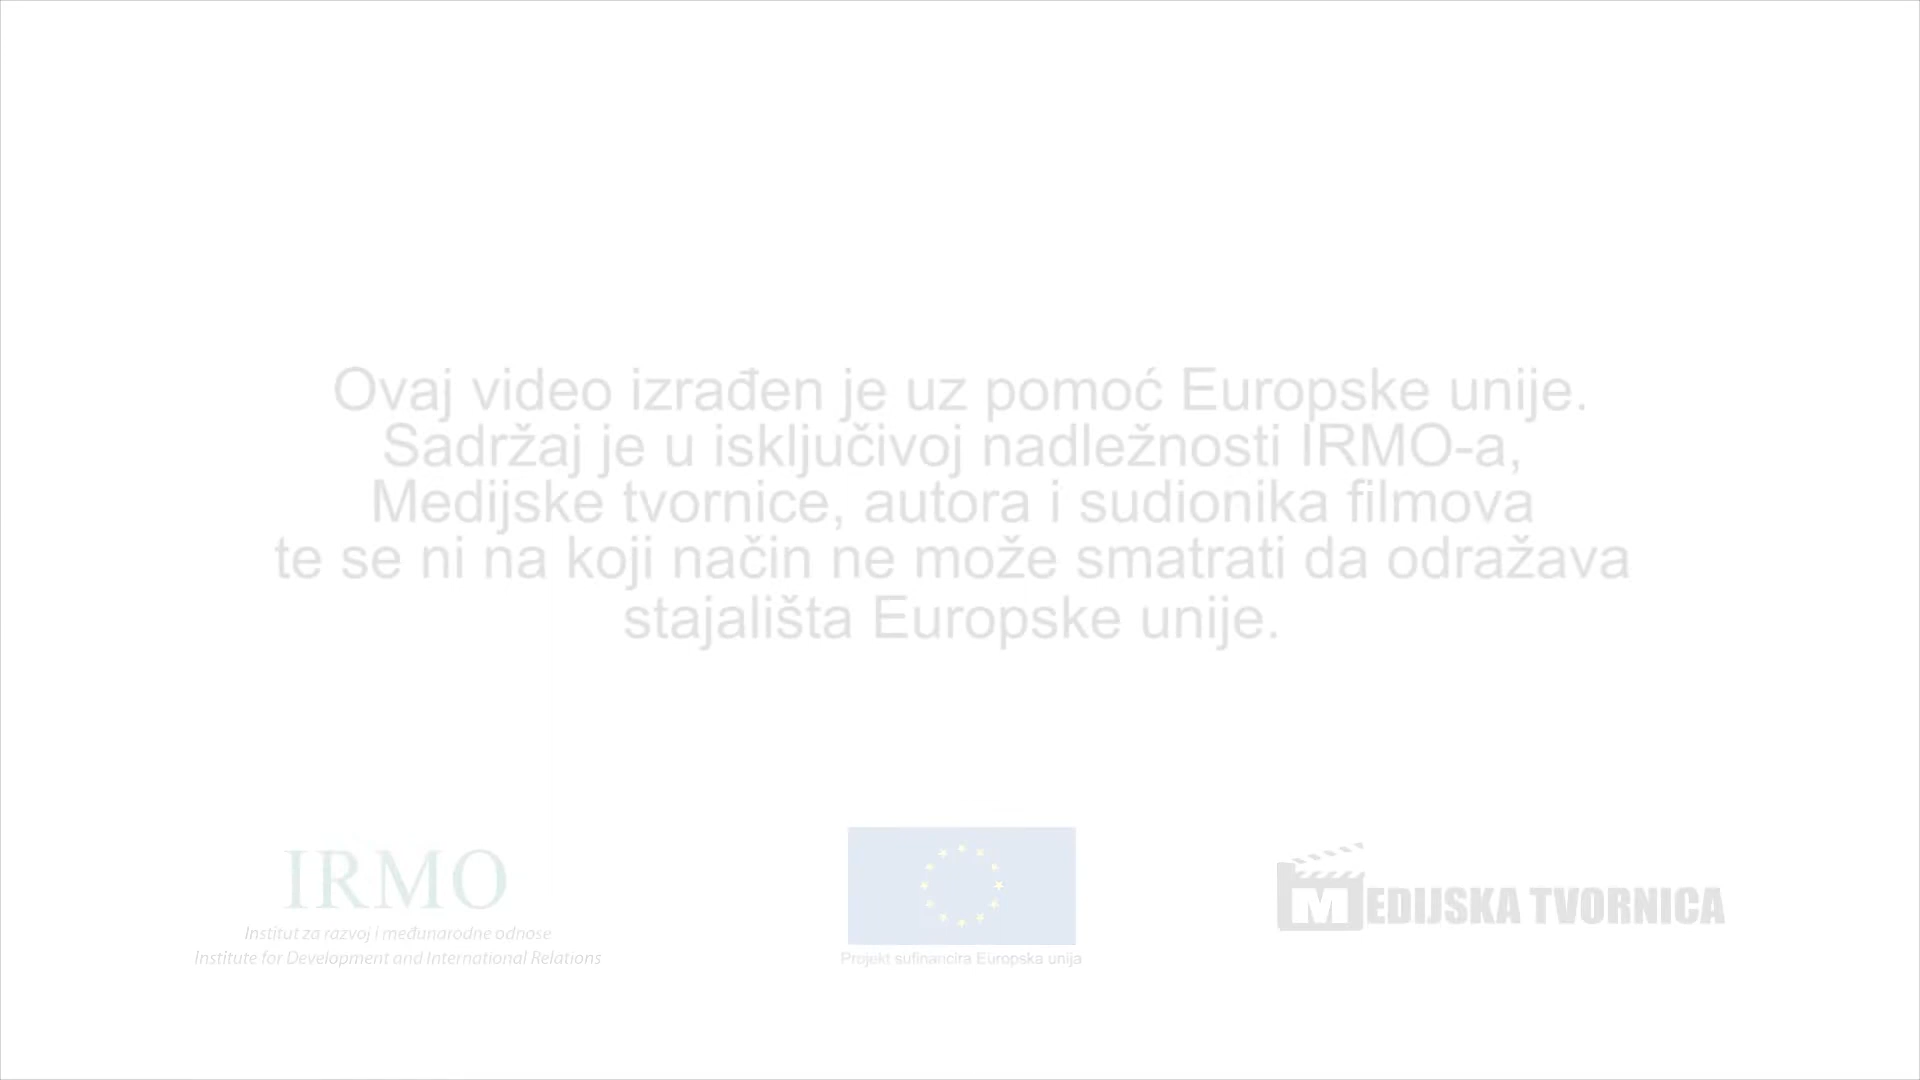 Ovaj video izrađen je uz pomoć Europske unije.
Sadržaj je u isključivoj nadležnosti IRMO-a,
Medijske tvornice, autora i sudionika filmova
te se ni na koji način ne može smatrati da odražava
stajališta Europske unije.
IRMO
Institut za razvoj i međunarodne odnose
Institute for Development and International Relations
Projekt sufinancira Europska unija
MEDIJSKA TVORNICA